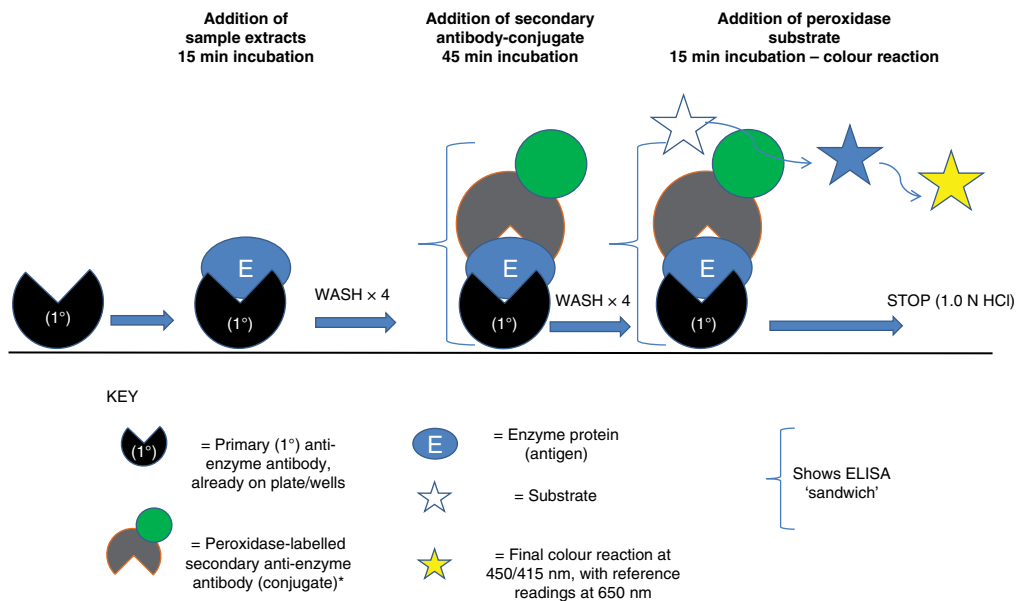 Addition of
sample extracts
15 min incubation
Addition of secondary
antibody-conjugate
45 min incubation
Addition of peroxidase
substrate
15 min incubation – colour reaction
(1°)
E
(1°)
WASH × 4
E
(1°)
WASH × 4
E
(1°)
STOP (1.0 N HCl)
KEY
(1°)
= Primary (1°) anti-
enzyme antibody,
already on plate/wells
= Peroxidase-labelled
secondary anti-enzyme
antibody (conjugate)*
E
= Enzyme protein
(antigen)
= Substrate
= Final colour reaction at
450/415 nm, with reference
readings at 650 nm
Shows ELISA
‘sandwich’